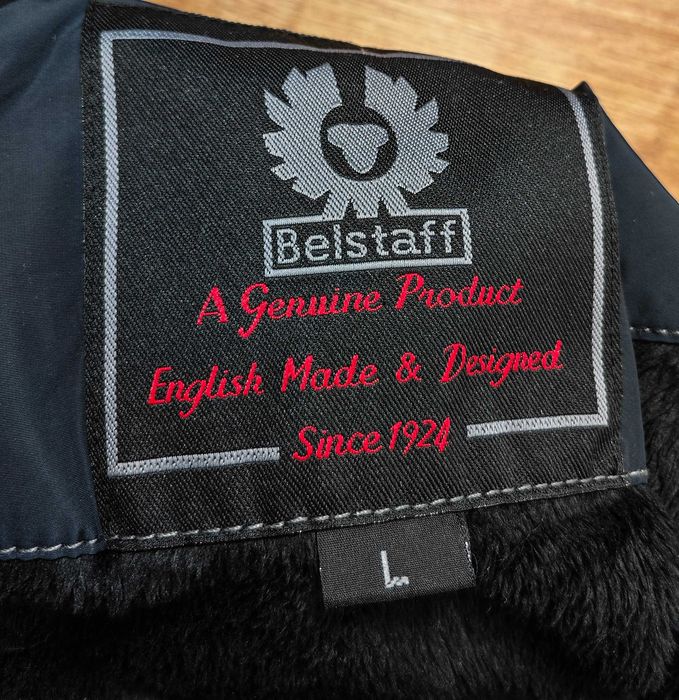 Belstaff
A Genuine Product
English Made & Designed
Since 1924
L